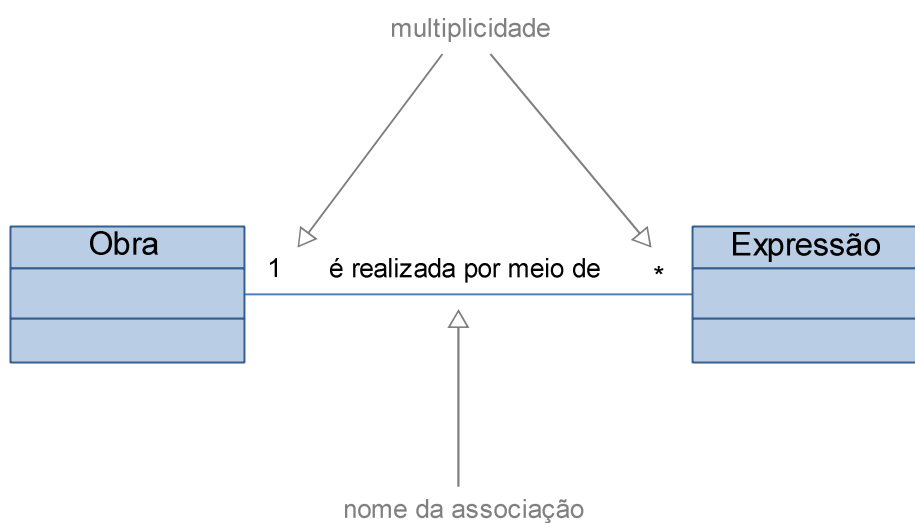 multiplicidade
Obra
Expressão
1 é realizada por meio de *
nome da associação